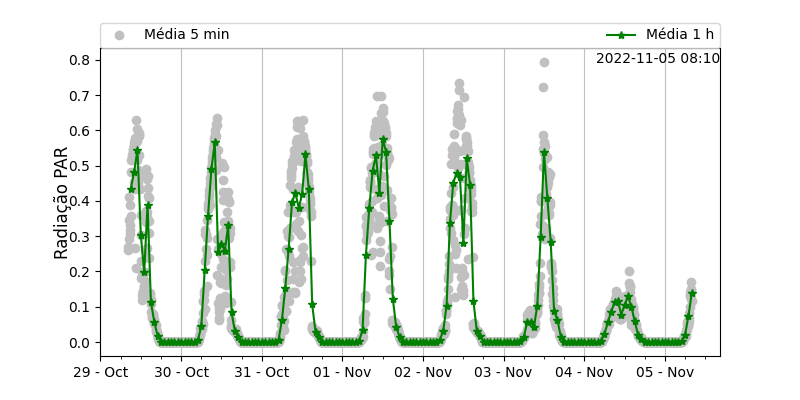 Média 5 min
Média 1 h
2022-11-05 08:10
0.8
0.7
0.6
0.5
0.4
0.3
0.2
0.1
0.0
Radiação PAR
29 - Oct
30 - Oct
31 - Oct
01 - Nov
02 - Nov
03 - Nov
04 - Nov
05 - Nov